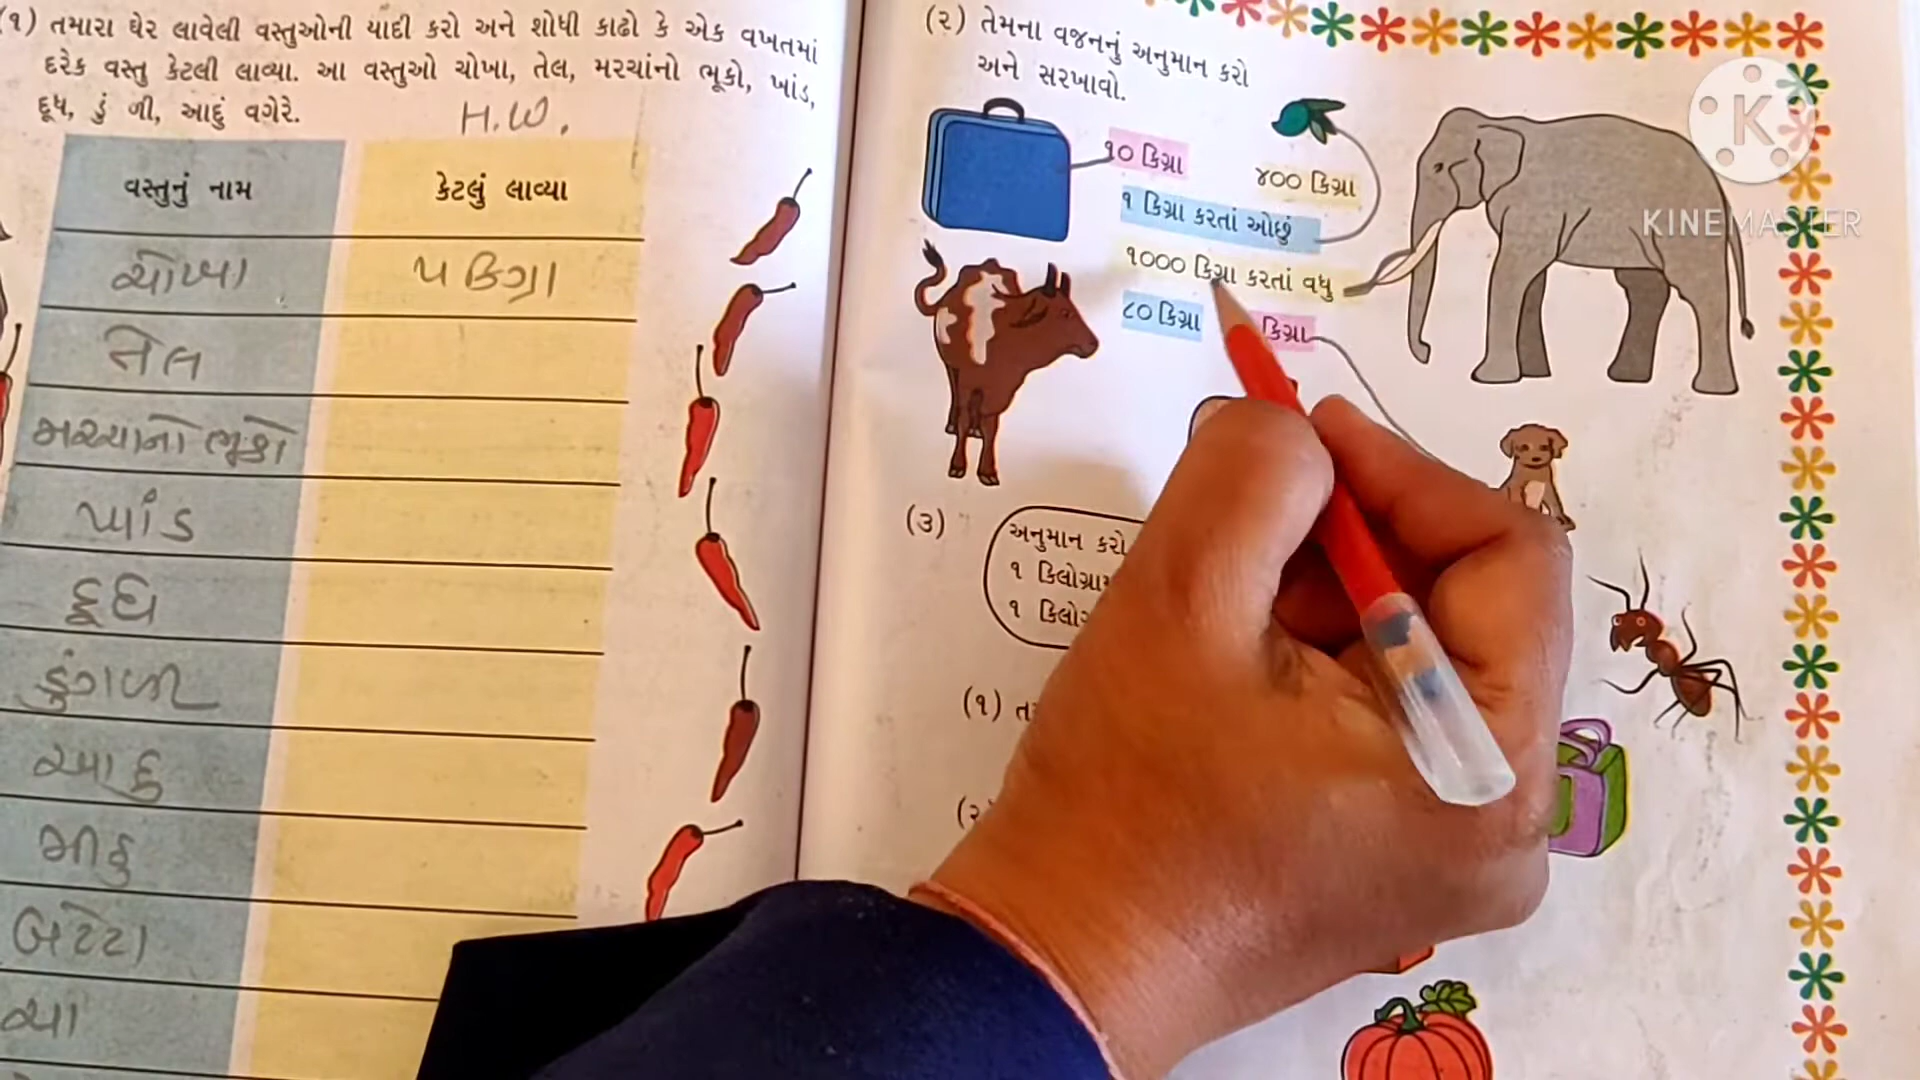 (૧) તમારા ઘેર લાવેલી વસ્તુઓની યાદી કરો અને શોધી કાઢો કે એક વખતમાં
દરેક વસ્તુ કેટલી લાવ્યા. આ વસ્તુઓ ચોખા, તેલ, મરચાંનો ભૂકો, ખાંડ,
દૂધ, ડું ળી, આદું વગેરે.
H.W.
વસ્તુનું નામ કેટલું લાવ્યા
ચોખા ૫ કિગ્રા
તેલ
મરચાનો ભૂકો
ખાંડ
દૂધ
ડુંગળી
આદુ
મીઠુ
બટેટા
ચા
(૨) તેમના વજનનું અનુમાન કરો
અને સરખાવો.
૧૦ કિગ્રા
૪૦૦ કિગ્રા
૧ કિગ્રા કરતાં ઓછું
૧૦૦૦ કિગ્રા કરતાં વધુ
૮૦ કિગ્રા
કિગ્રા
(૩)
અનુમાન કરો
૧ કિલોગ્રામ
૧
(૧)
(૨)
K
KINEMASTER